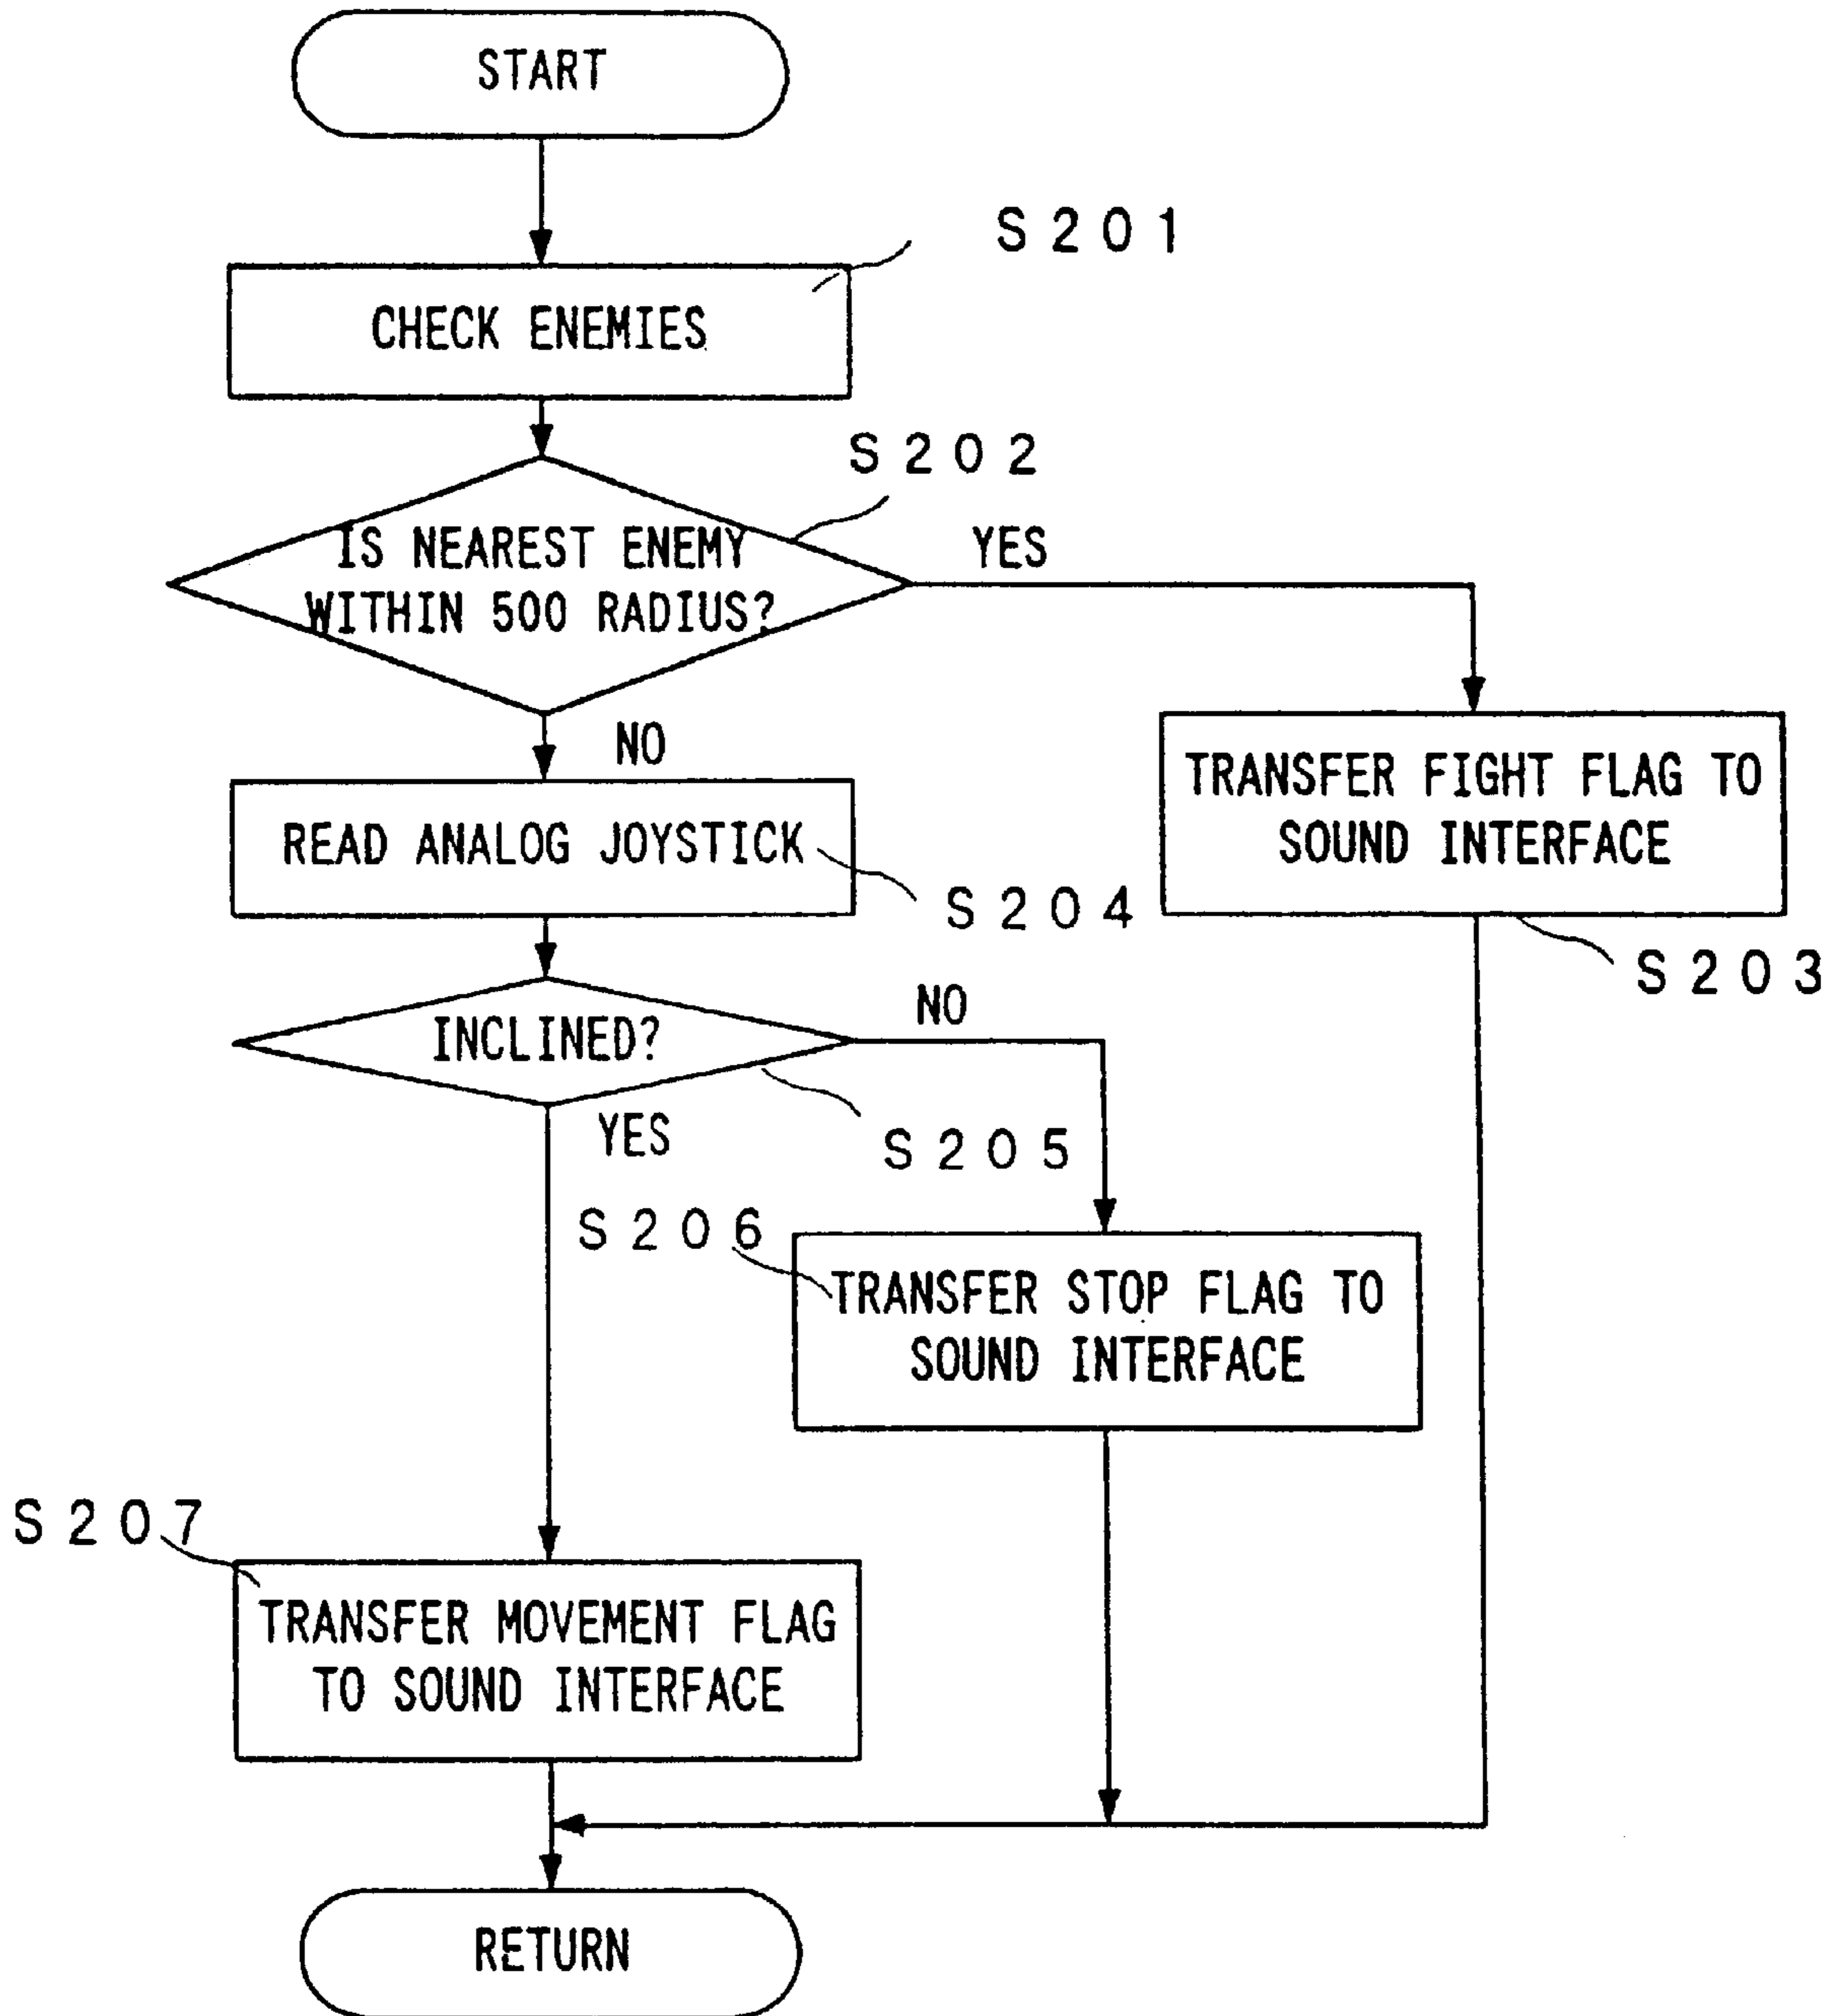 START
S201
CHECK ENEMIES
S202
IS NEAREST ENEMY
WITHIN 500 RADIUS?
YES
NO
TRANSFER FIGHT FLAG TO
SOUND INTERFACE
S203
READ ANALOG JOYSTICK
S204
INCLINED?
NO
YES
S205
S206
TRANSFER STOP FLAG TO
SOUND INTERFACE
S207
TRANSFER MOVEMENT FLAG
TO SOUND INTERFACE
RETURN